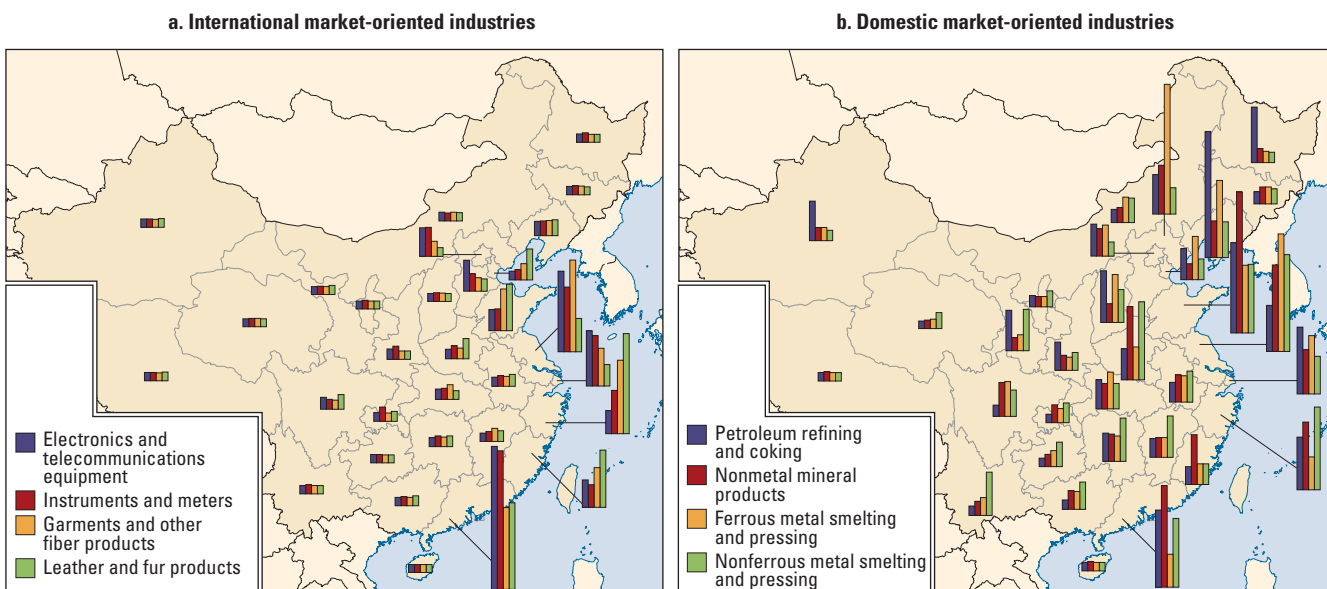 a. International market-oriented industries
Electronics and
telecommunications
equipment
Instruments and meters
Garments and other
fiber products
Leather and fur products
b. Domestic market-oriented industries
Petroleum refining
and coking
Nonmetal mineral
products
Ferrous metal smelting
and pressing
Nonferrous metal smelting
and pressing